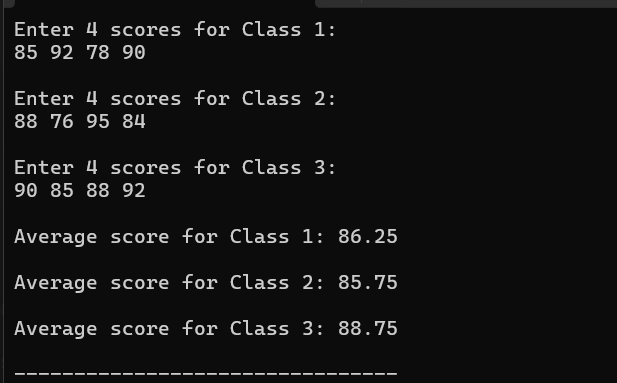 Enter 4 scores for Class 1:
85 92 78 90
Enter 4 scores for Class 2:
88 76 95 84
Enter 4 scores for Class 3:
90 85 88 92
Average score for Class 1: 86.25
Average score for Class 2: 85.75
Average score for Class 3: 88.75
--------------------------------